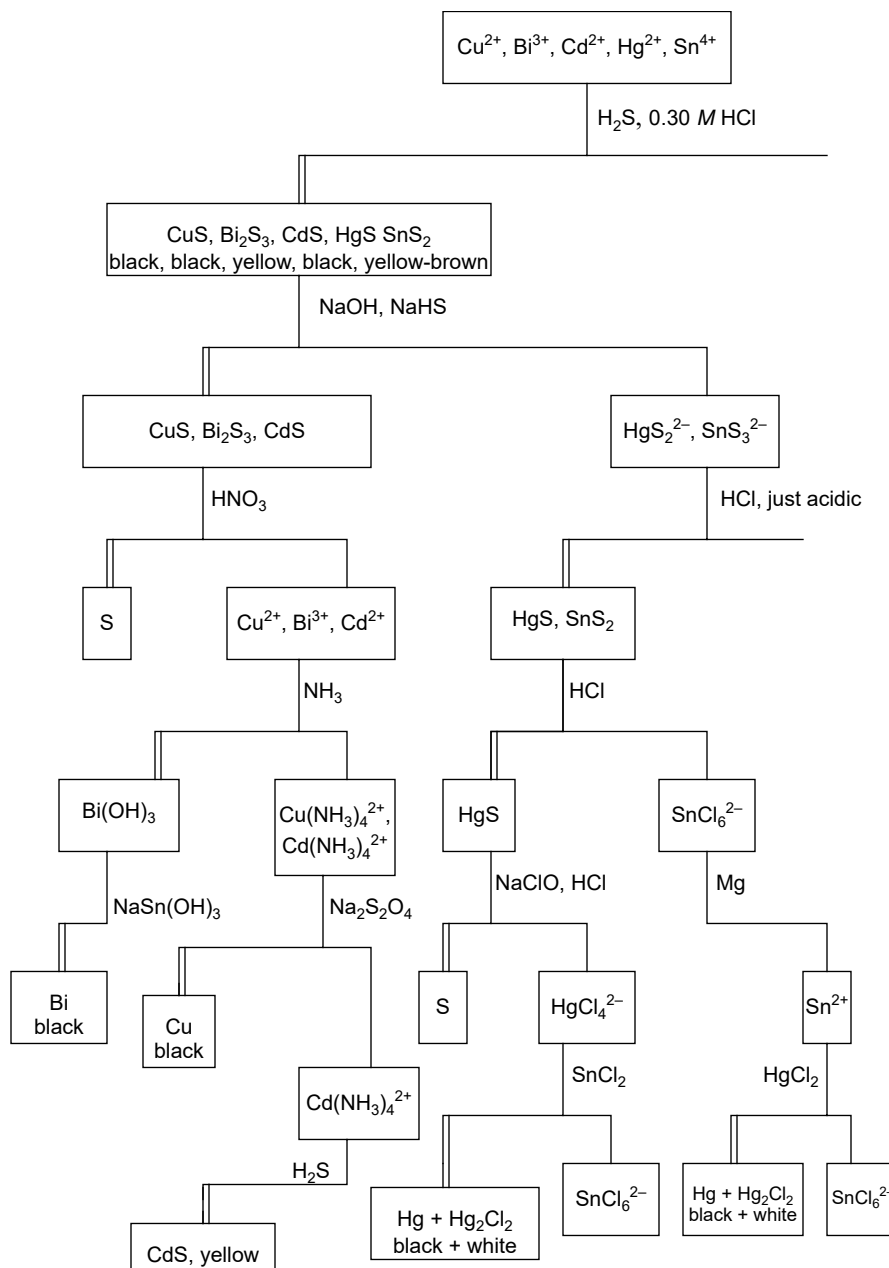 Cu²⁺, Bi³⁺, Cd²⁺, Hg²⁺, Sn⁴⁺
H₂S, 0.30 M HCl
CuS, Bi₂S₃, CdS, HgS SnS₂
black, black, yellow, black, yellow-brown
NaOH, NaHS
CuS, Bi₂S₃, CdS
HgS₂²⁻, SnS₃²⁻
HNO₃
HCl, just acidic
S
Cu²⁺, Bi³⁺, Cd²⁺
HgS, SnS₂
NH₃
HCl
Bi(OH)₃
Cu(NH₃)₄²⁺,
Cd(NH₃)₄²⁺
HgS
SnCl₆²⁻
NaSn(OH)₃
Na₂S₂O₄
NaClO, HCl
Mg
Bi
black
Cu
black
S
HgCl₄²⁻
Sn²⁺
SnCl₂
HgCl₂
Cd(NH₃)₄²⁺
H₂S
Hg + Hg₂Cl₂
black + white
SnCl₆²⁻
Hg + Hg₂Cl₂
black + white
SnCl₆²⁻
CdS, yellow